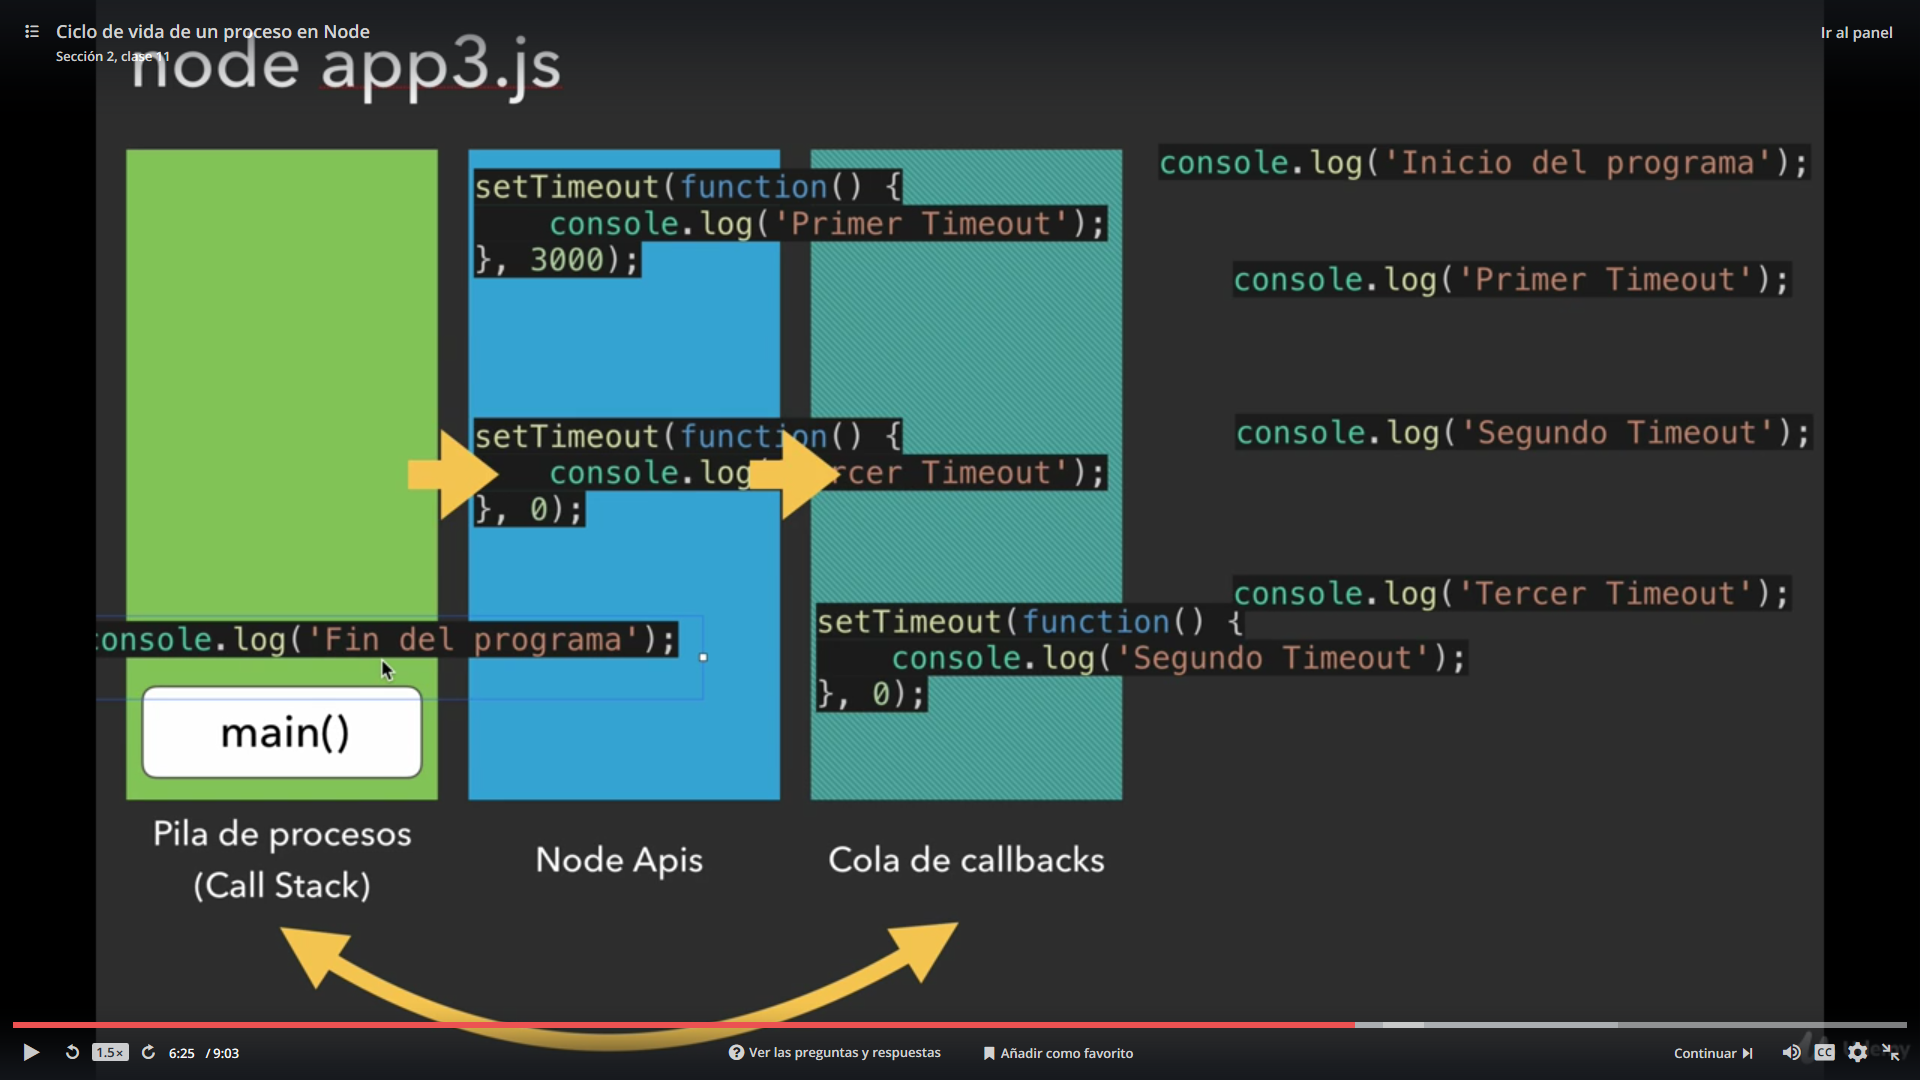 Ciclo de vida de un proceso en Node
Sección 2, clase 11
Ir al panel
node app3.js
setTimeout(function() {
console.log('Primer Timeout');
}, 3000);
setTimeout(function() {
console.log rcer Timeout');
}, 0);
onsole.log('Fin del programa');
main()
setTimeout(function() {
console.log('Segundo Timeout');
}, 0);
console.log('Inicio del programa');
console.log('Primer Timeout');
console.log('Segundo Timeout');
console.log('Tercer Timeout');
Pila de procesos
(Call Stack)
Node Apis
Cola de callbacks
1.5x
6:25 / 9:03
Ver las preguntas y respuestas
Añadir como favorito
Continuar
CC